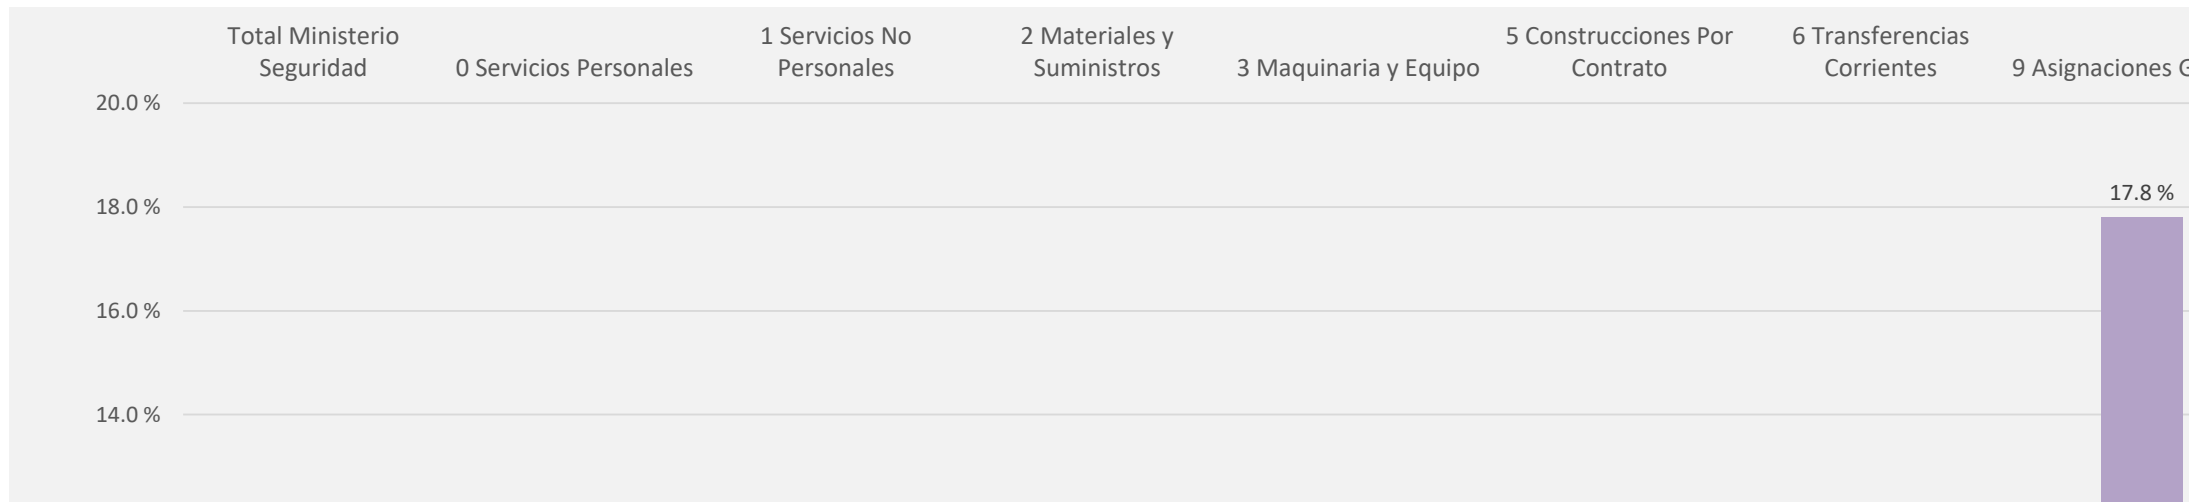 Total Ministerio
Seguridad
0 Servicios Personales
1 Servicios No
Personales
2 Materiales y
Suministros
3 Maquinaria y Equipo
5 Construcciones Por
Contrato
6 Transferencias
Corrientes
9 Asignaciones
20.0 %
18.0 %
17.8 %
16.0 %
14.0 %